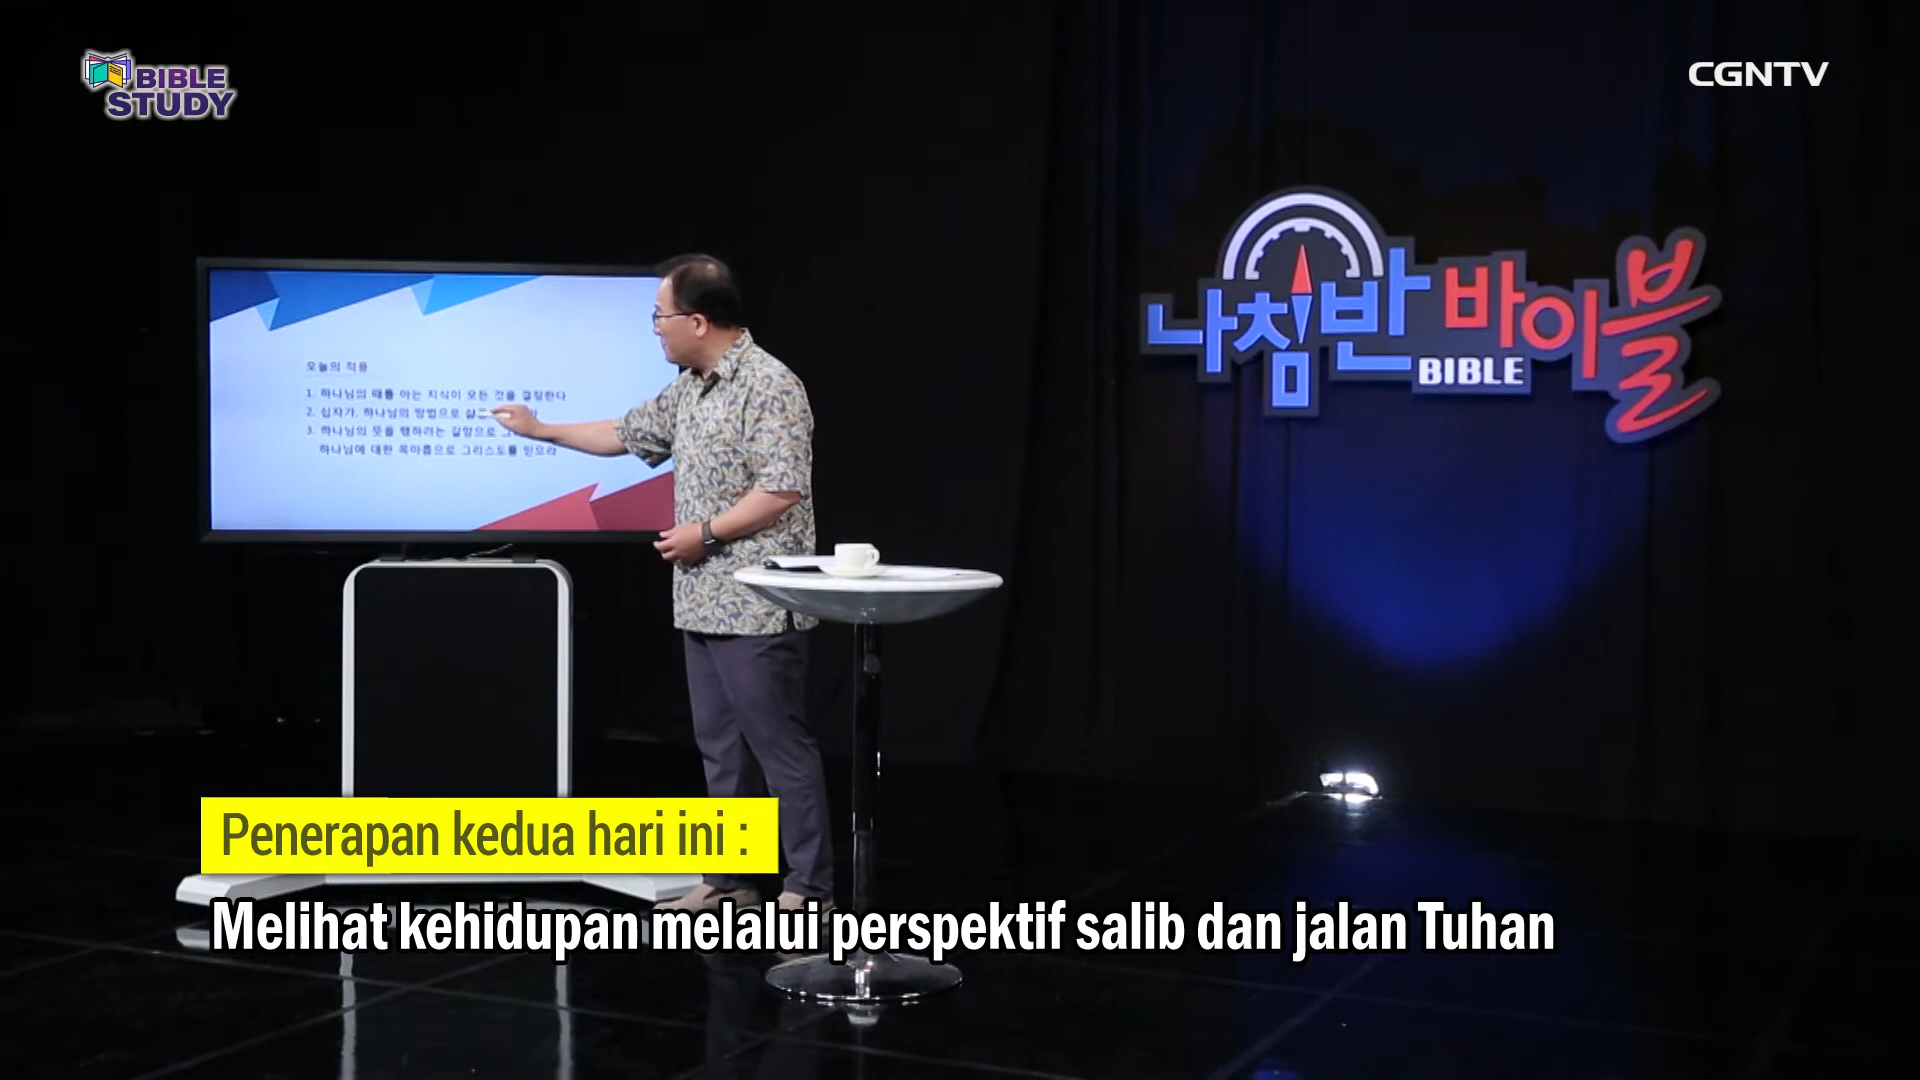 BIBLE
STUDY
CGNTV
나침반 바이블
BIBLE
오늘의 적용
1. 하나님의 때를 아는 지식이 모든 것을 결정한다
2. 십자가, 하나님의 방법으로
3. 하나님의 뜻을 행하려는 갈망으로
하나님에 대한 목마름으로 그리스도를 믿으라
Penerapan kedua hari ini :
Melihat kehidupan melalui perspektif salib dan jalan Tuhan